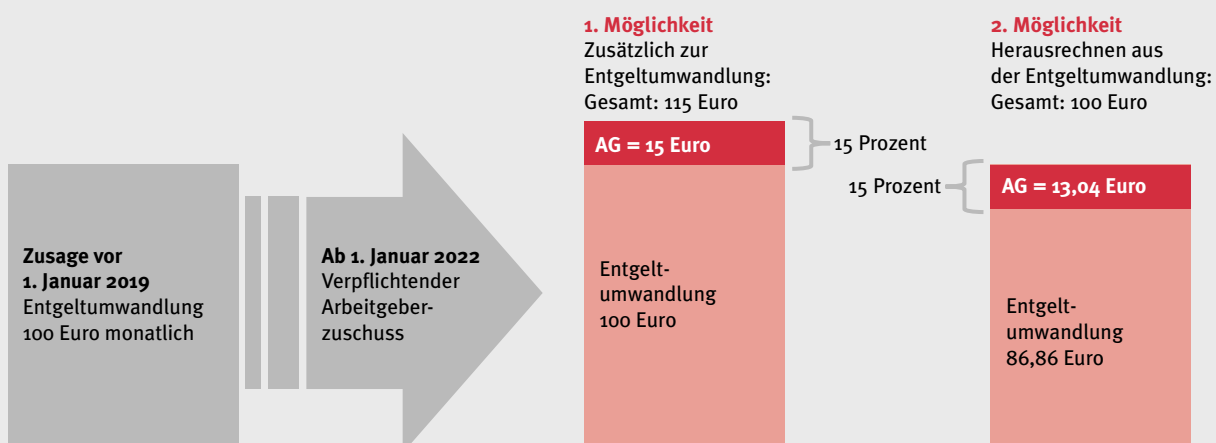 Zusage vor
1. Januar 2019
Entgeltumwandlung
100 Euro monatlich
Ab 1. Januar 2022
Verpflichtender
Arbeitgeber-
zuschuss
1. Möglichkeit
Zusätzlich zur
Entgeltumwandlung:
Gesamt: 115 Euro
AG = 15 Euro
15 Prozent
Entgelt-
umwandlung
100 Euro
2. Möglichkeit
Herausrechnen aus
der Entgeltumwandlung:
Gesamt: 100 Euro
15 Prozent
AG = 13,04 Euro
Entgelt-
umwandlung
86,86 Euro